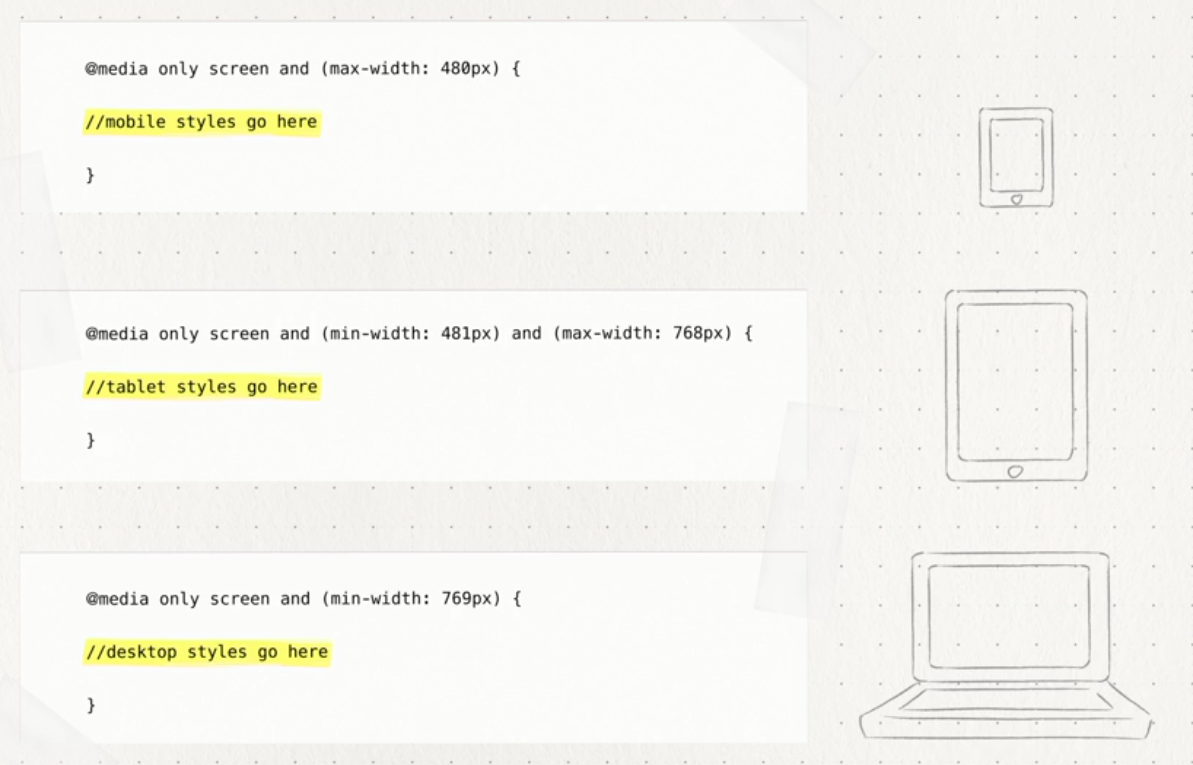 @media only screen and (max-width: 480px) {
//mobile styles go here
}
@media only screen and (min-width: 481px) and (max-width: 768px) {
//tablet styles go here
}
@media only screen and (min-width: 769px) {
//desktop styles go here
}